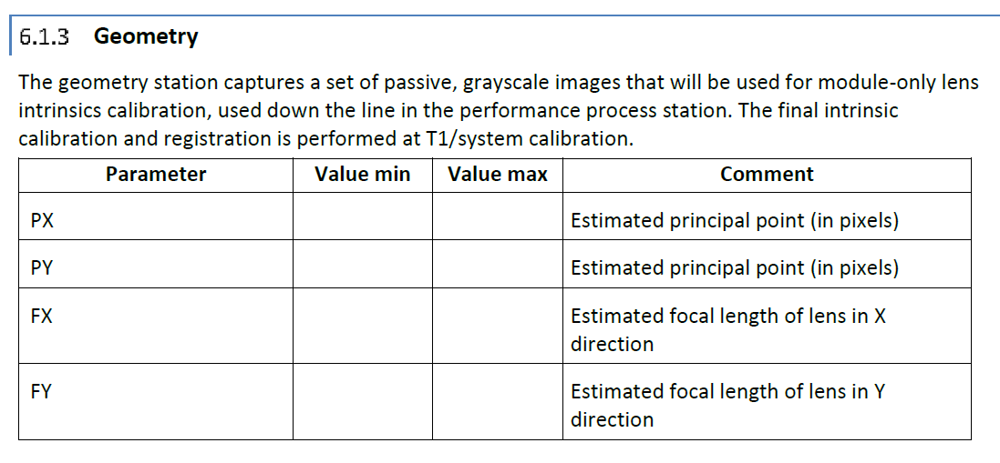 6.1.3 Geometry
The geometry station captures a set of passive, grayscale images that will be used for module-only lens
intrinsics calibration, used down the line in the performance process station. The final intrinsic
calibration and registration is performed at T1/system calibration.
Parameter Value min Value max Comment
PX Estimated principal point (in pixels)
PY Estimated principal point (in pixels)
FX Estimated focal length of lens in X
direction
FY Estimated focal length of lens in Y
direction